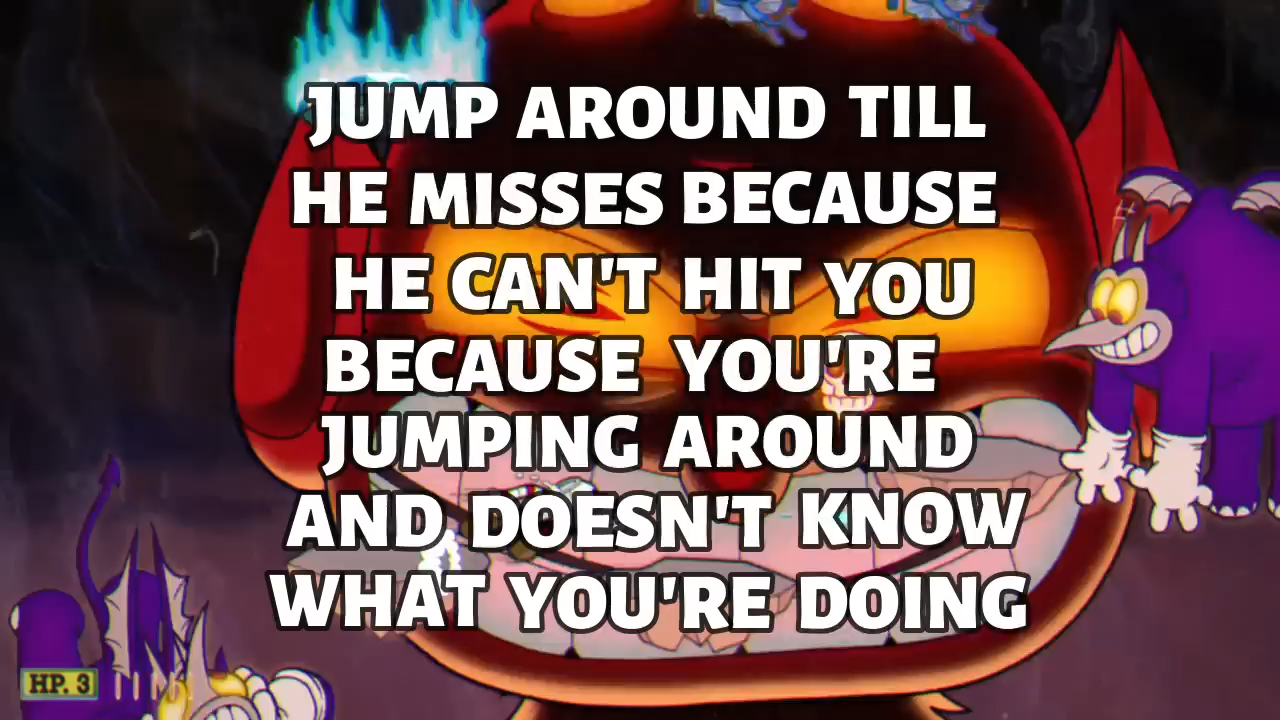 JUMP AROUND TILL
HE MISSES BECAUSE
HE CAN'T HIT YOU
BECAUSE YOU'RE
JUMPING AROUND
AND DOESN'T KNOW
WHAT YOU'RE DOING
HP. 3